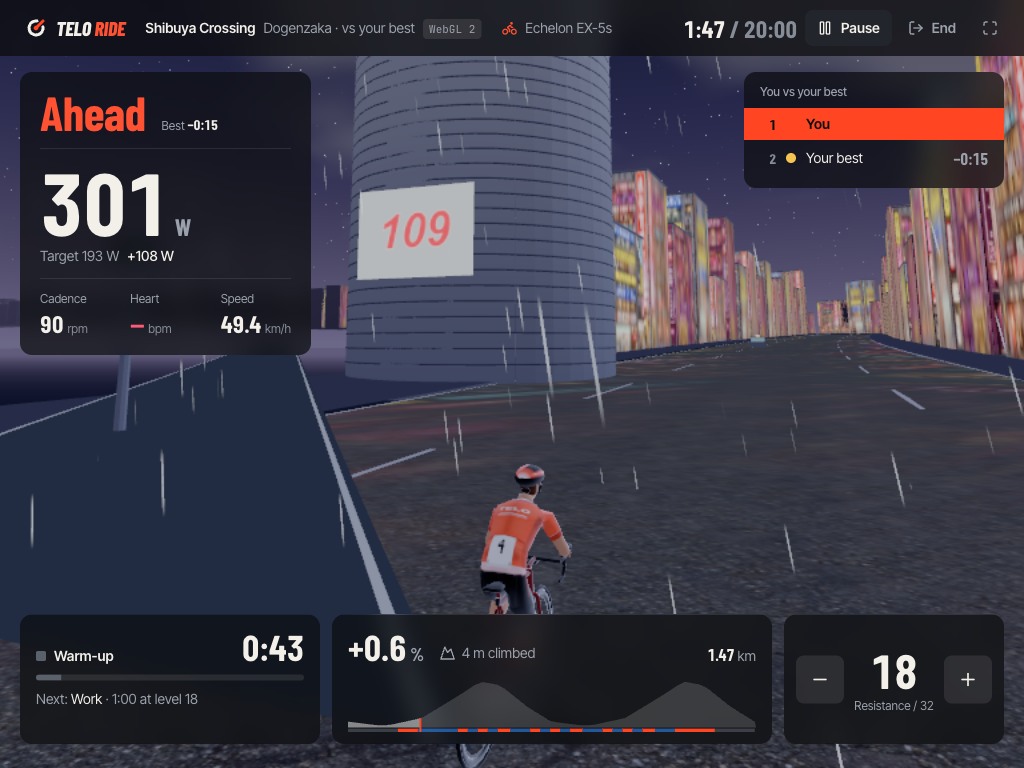 TELO RIDE
Shibuya Crossing Dogenzaka · vs your best WebGL 2 Echelon EX-5s
1:47 / 20:00 Pause End
Ahead Best −0:15
301 W
Target 193 W +108 W
Cadence Heart Speed
90 rpm – bpm 49.4 km/h
You vs your best
1 You
2 Your best −0:15
109
TELO
4
Warm-up 0:43
Next: Work · 1:00 at level 18
+0.6 % 4 m climbed 1.47 km
− 18 +
Resistance / 32